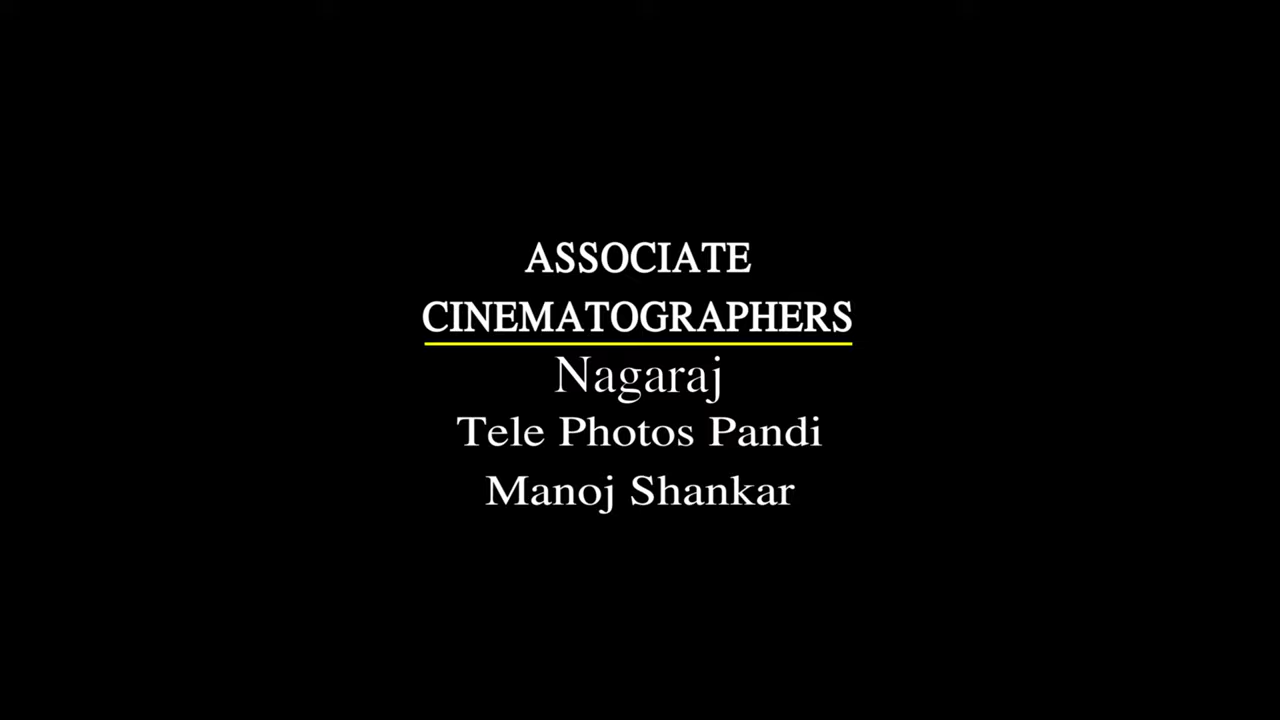 ASSOCIATE
CINEMATOGRAPHERS
Nagaraj
Tele Photos Pandi
Manoj Shankar